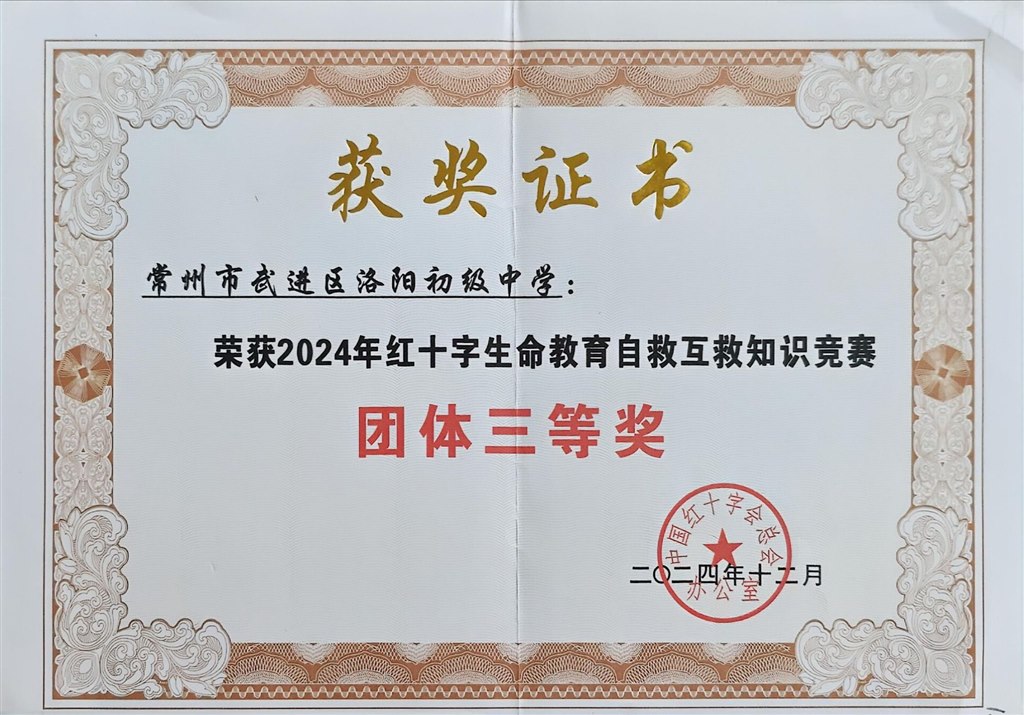 获奖证书
常州市武进区洛阳初级中学：
荣获2024年红十字生命教育自救互救知识竞赛
团体三等奖
中国红十字会总会
办公室
二〇二四年十二月